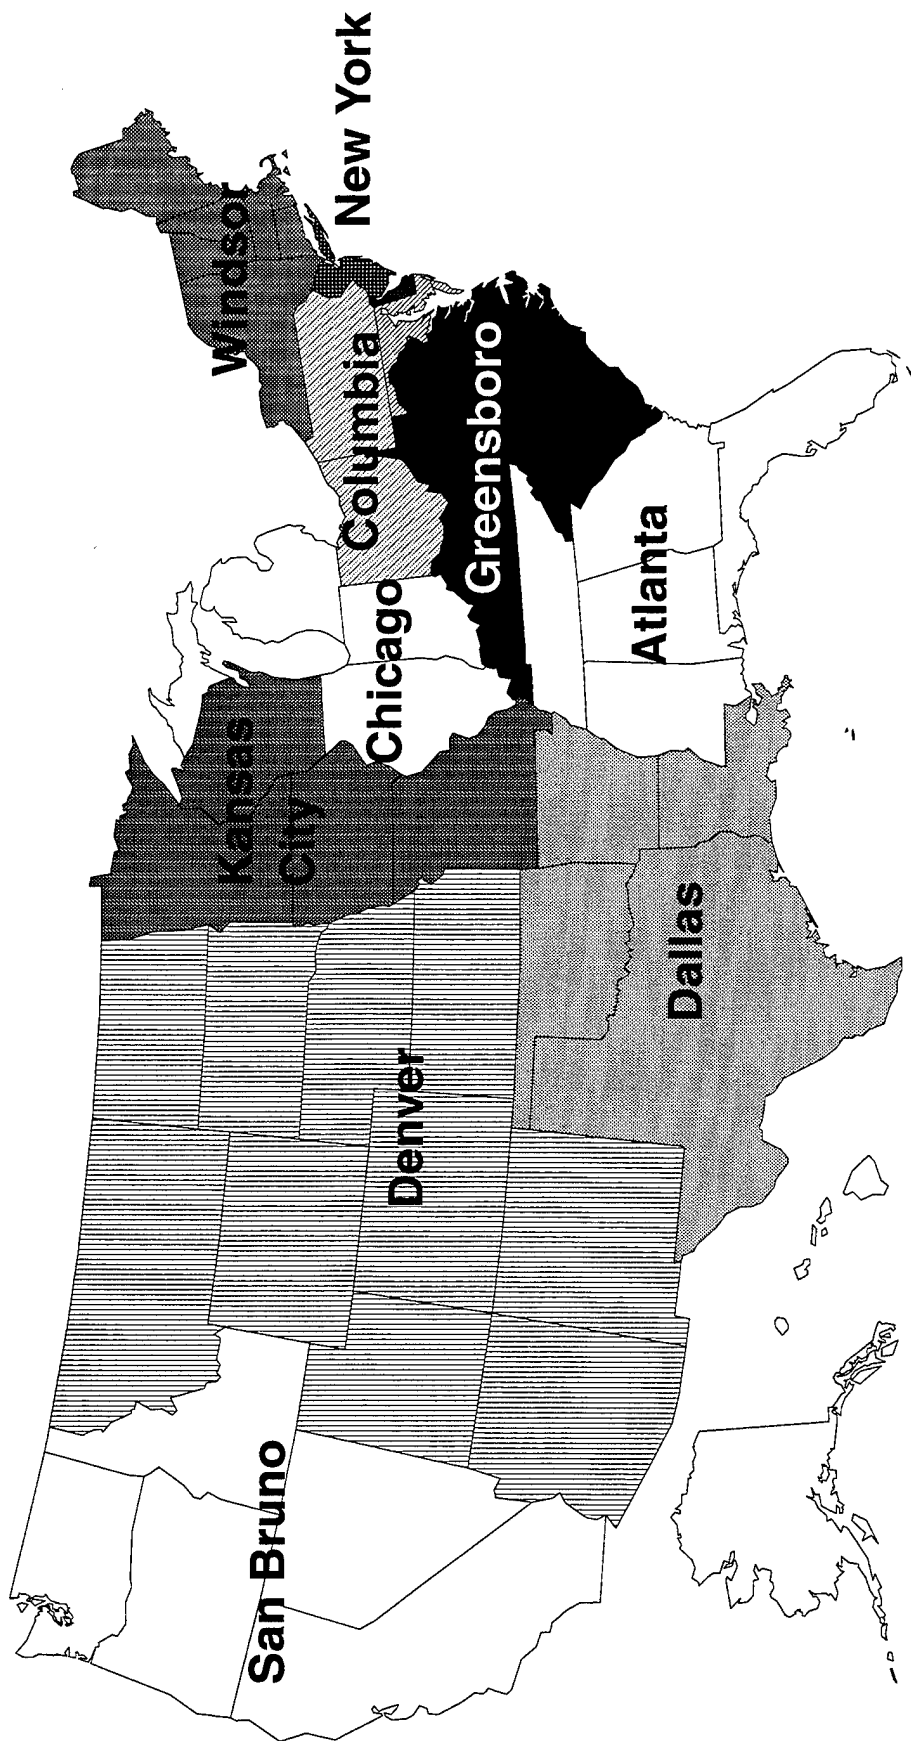 Windsor
New York
Columbia
Greensboro
Chicago
Atlanta
Kansas
City
Dallas
Denver
San Bruno